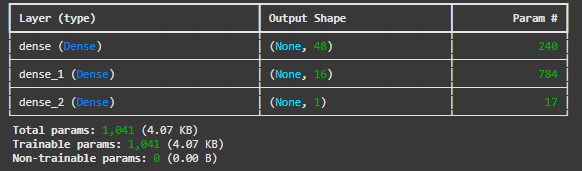 Layer (type) Output Shape Param #
dense (Dense) (None, 48) 240
dense_1 (Dense) (None, 16) 784
dense_2 (Dense) (None, 1) 17
Total params: 1,041 (4.07 KB)
Trainable params: 1,041 (4.07 KB)
Non-trainable params: 0 (0.00 B)